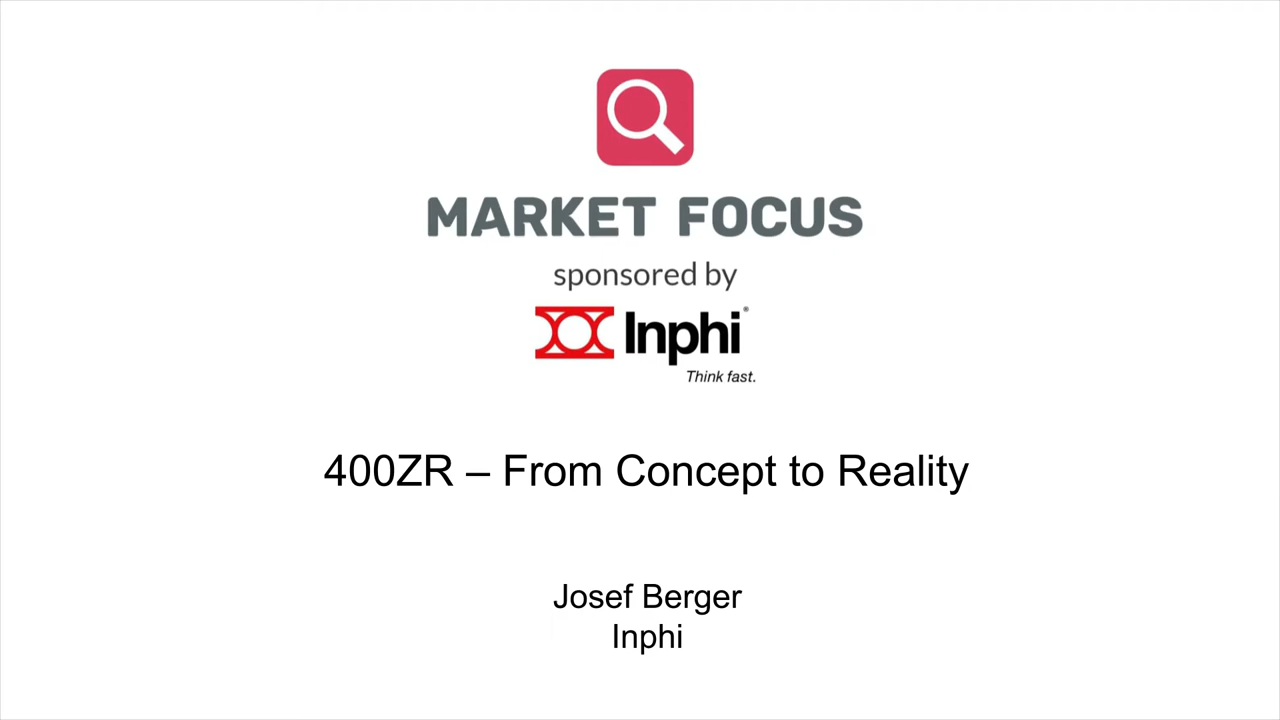 MARKET FOCUS
sponsored by
Inphi®
Think fast.
400ZR – From Concept to Reality
Josef Berger
Inphi